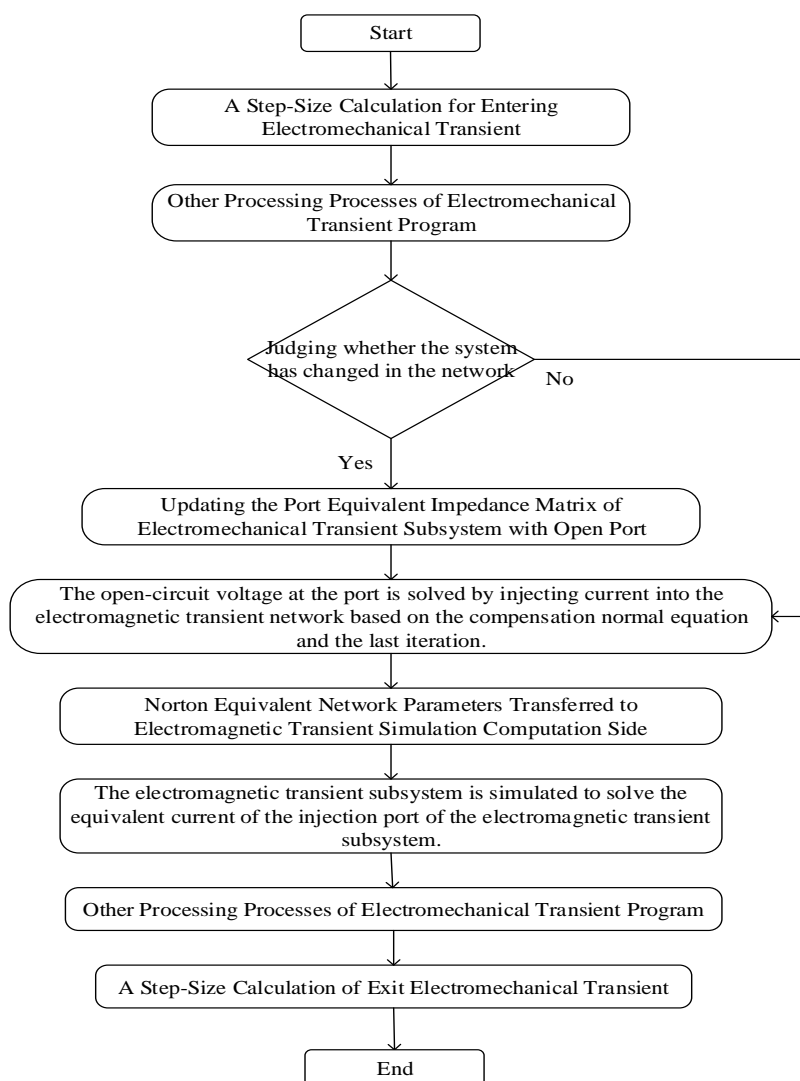 Start
A Step-Size Calculation for Entering
Electromechanical Transient
Other Processing Processes of Electromechanical
Transient Program
Judging whether the system
has changed in the network
No
Yes
Updating the Port Equivalent Impedance Matrix of
Electromechanical Transient Subsystem with Open Port
The open-circuit voltage at the port is solved by injecting current into the
electromagnetic transient network based on the compensation normal equation
and the last iteration.
Norton Equivalent Network Parameters Transferred to
Electromagnetic Transient Simulation Computation Side
The electromagnetic transient subsystem is simulated to solve the
equivalent current of the injection port of the electromagnetic transient
subsystem.
Other Processing Processes of Electromechanical Transient Program
A Step-Size Calculation of Exit Electromechanical Transient
End